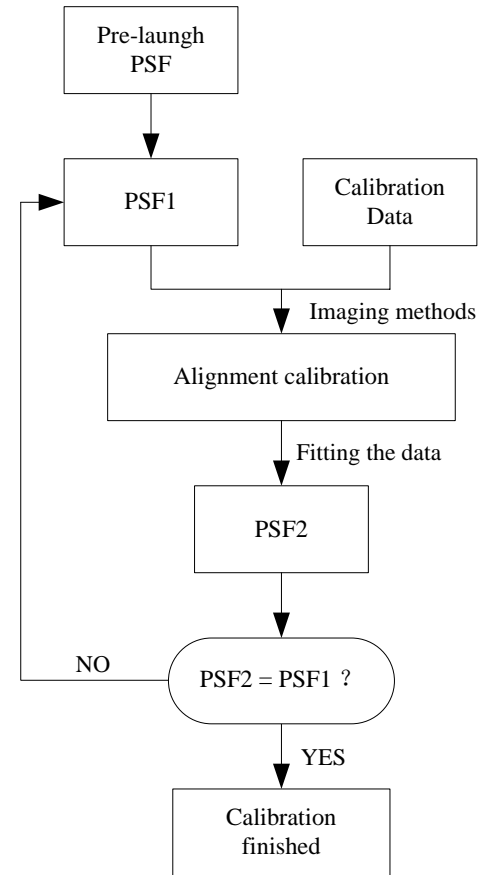 Pre-laungh
PSF
PSF1
Calibration
Data
Imaging methods
Alignment calibration
Fitting the data
PSF2
NO
PSF2 = PSF1 ？
YES
Calibration
finished